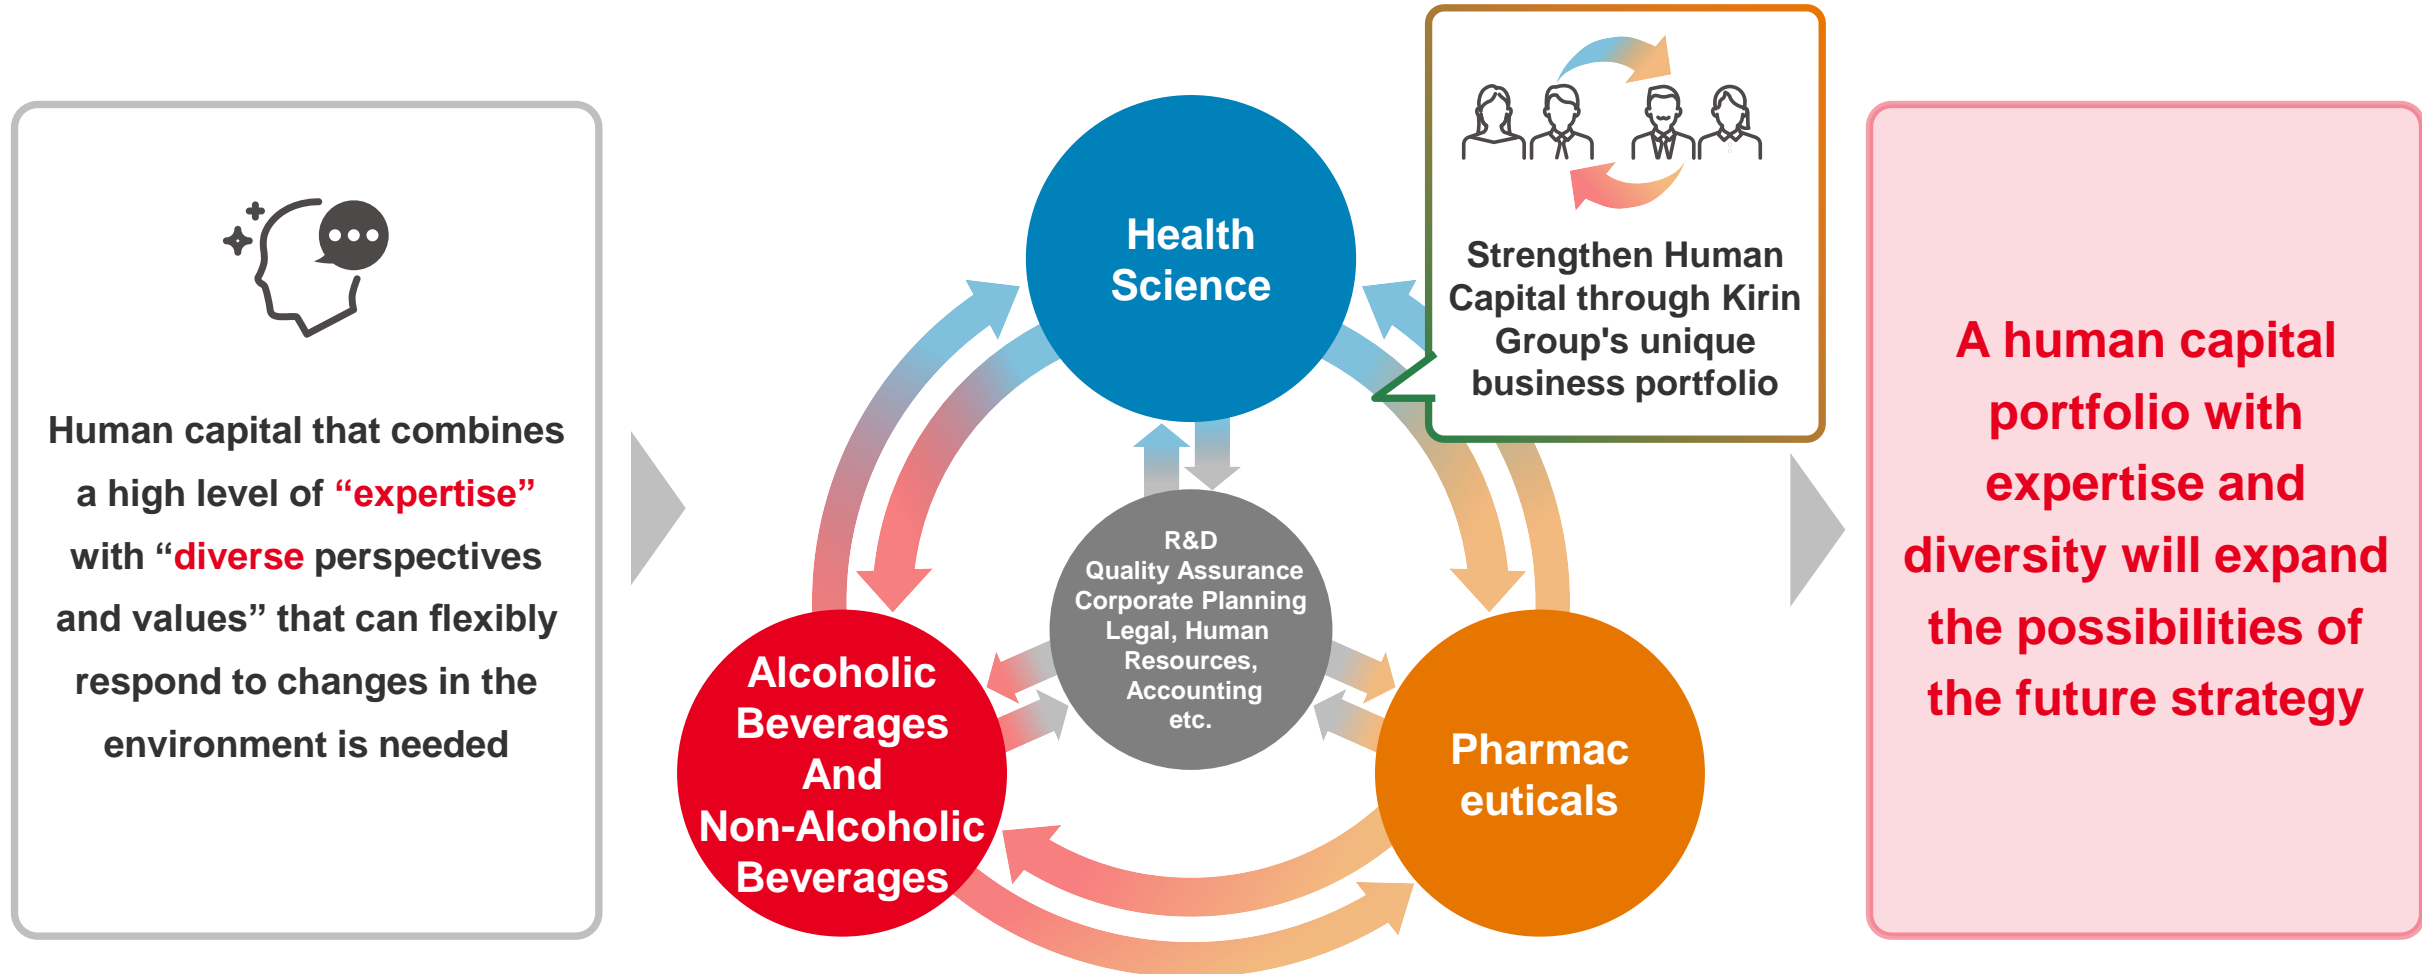 Human capital that combines
a high level of “expertise”
with “diverse perspectives
and values” that can flexibly
respond to changes in the
environment is needed
Health
Science
Strengthen Human
Capital through Kirin
Group's unique
business portfolio
R&D
Quality Assurance
Corporate Planning
Legal, Human
Resources,
Accounting
etc.
Alcoholic
Beverages
And
Non-Alcoholic
Beverages
Pharmac
euticals
A human capital
portfolio with
expertise and
diversity will expand
the possibilities of
the future strategy